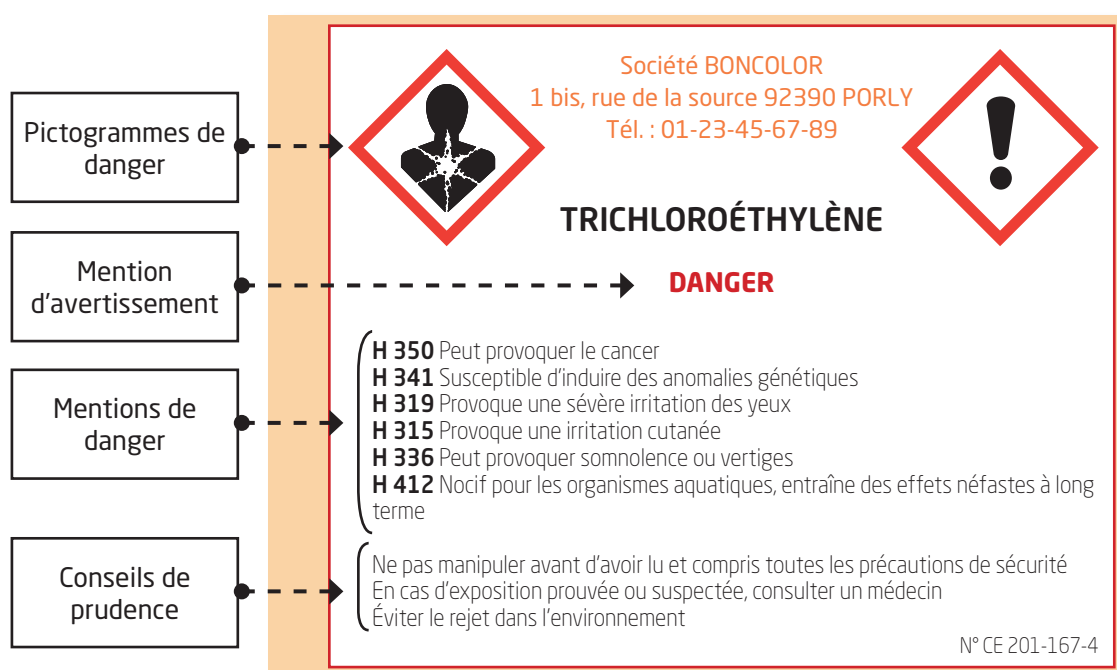 Pictogrammes de
danger
Mention
d'avertissement
Mentions de
danger
Conseils de
prudence
Société BONCOLOR
1 bis, rue de la source 92390 PORLY
Tél. : 01-23-45-67-89
TRICHLOROÉTHYLÈNE
DANGER
H 350 Peut provoquer le cancer
H 341 Susceptible d'induire des anomalies génétiques
H 319 Provoque une sévère irritation des yeux
H 315 Provoque une irritation cutanée
H 336 Peut provoquer somnolence ou vertiges
H 412 Nocif pour les organismes aquatiques, entraîne des effets néfastes à long
terme
Ne pas manipuler avant d'avoir lu et compris toutes les précautions de sécurité
En cas d'exposition prouvée ou suspectée, consulter un médecin
Éviter le rejet dans l'environnement
N° CE 201-167-4